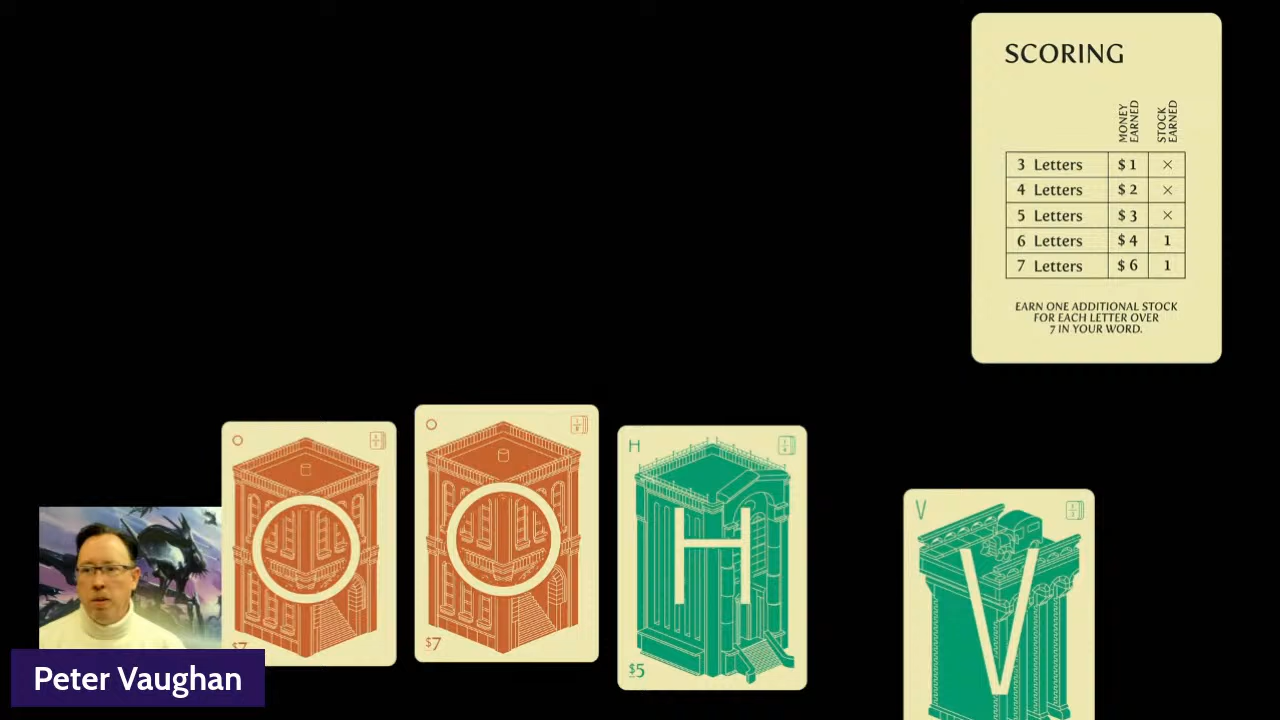 SCORING
MONEY EARNED
STOCK EARNED
3 Letters $1 ×
4 Letters $2 ×
5 Letters $3 ×
6 Letters $4 1
7 Letters $6 1
EARN ONE ADDITIONAL STOCK
FOR EACH LETTER OVER
7 IN YOUR WORD.
O
O
$7
O
O
$7
H
H
$5
V
V
Peter Vaughan